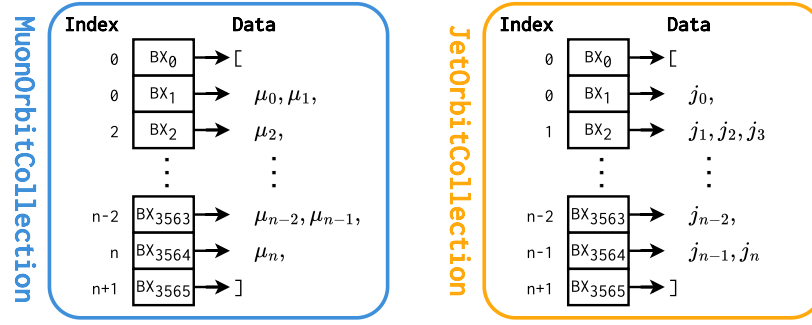 MuonOrbitCollection
Index Data
0 BX₀ [
0 BX₁ μ₀, μ₁,
2 BX₂ μ₂,
⋮ ⋮
n-2 BX₃₅₆₃ μₙ₋₂, μₙ₋₁,
n BX₃₅₆₄ μₙ,
n+1 BX₃₅₆₅ ]
JetOrbitCollection
Index Data
0 BX₀ [
0 BX₁ j₀,
1 BX₂ j₁, j₂, j₃
⋮ ⋮
n-2 BX₃₅₆₃ jₙ₋₂,
n-1 BX₃₅₆₄ jₙ₋₁, jₙ
n+1 BX₃₅₆₅ ]